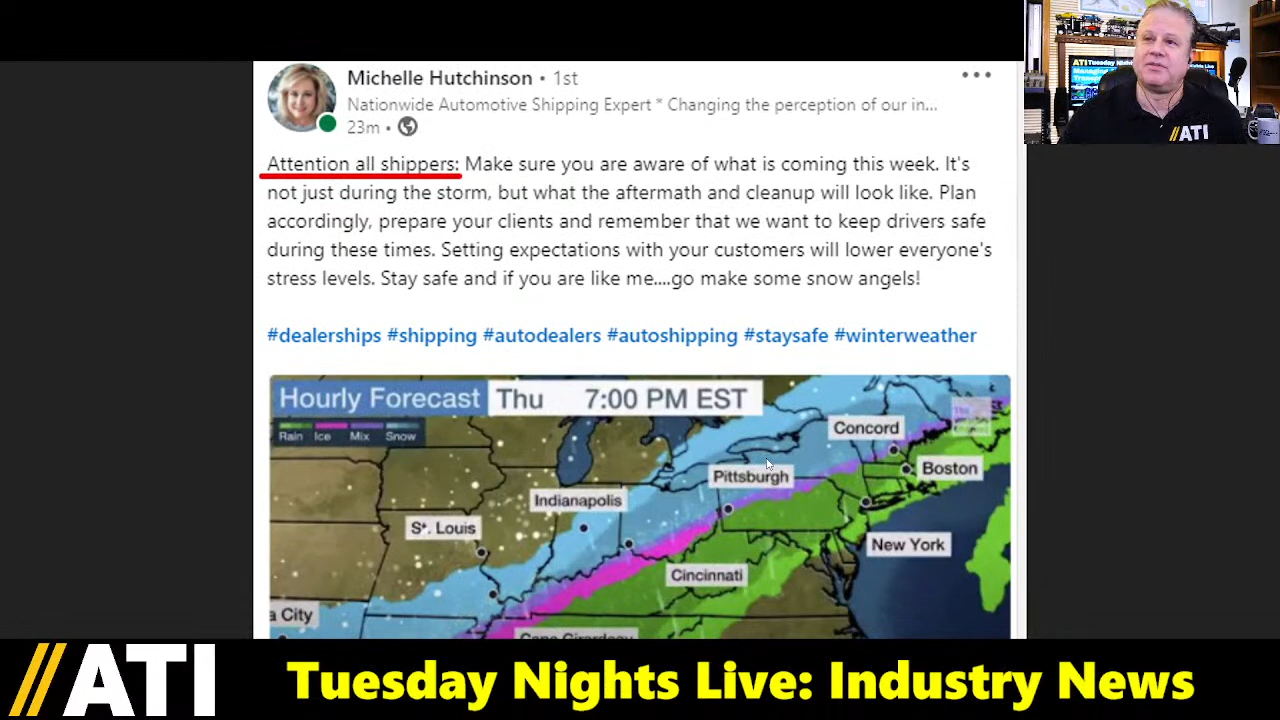 Michelle Hutchinson • 1st
Nationwide Automotive Shipping Expert * Changing the perception of our in...
23m •
Attention all shippers: Make sure you are aware of what is coming this week. It's
not just during the storm, but what the aftermath and cleanup will look like. Plan
accordingly, prepare your clients and remember that we want to keep drivers safe
during these times. Setting expectations with your customers will lower everyone's
stress levels. Stay safe and if you are like me....go make some snow angels!
#dealerships #shipping #autodealers #autoshipping #staysafe #winterweather
Hourly Forecast Thu 7:00 PM EST
Rain Ice Mix Snow
Concord
Boston
Pittsburgh
Indianapolis
St. Louis
New York
Cincinnati
a City
Cape Girardeau
ATI Tuesday Nights Live
ATI
//ATI
Tuesday Nights Live: Industry News